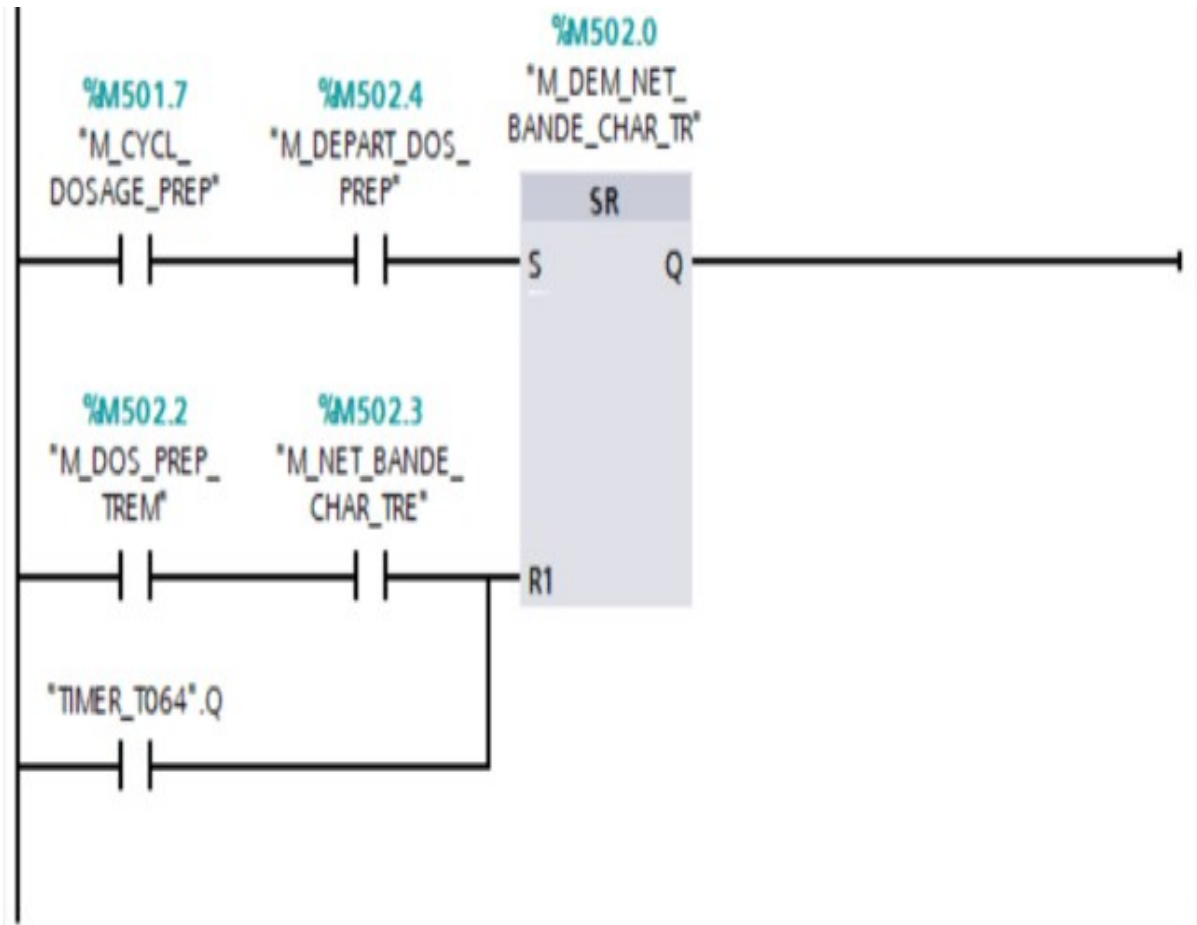 %M502.0
"M_DEM_NET_
BANDE_CHAR_TR"
%M501.7
"M_CYCL_
DOSAGE_PREP"
%M502.4
"M_DEPART_DOS_
PREP"
SR
S
Q
%M502.2
"M_DOS_PREP_
TREM"
%M502.3
"M_NET_BANDE_
CHAR_TRE"
R1
"TIMER_T064".Q